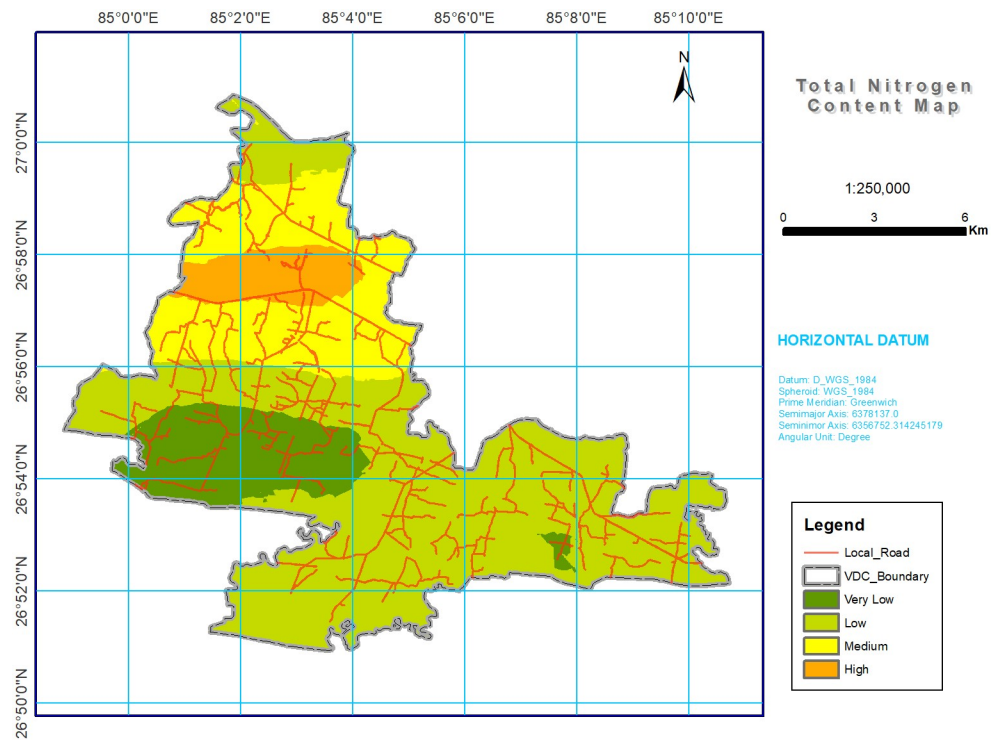 85°0'0"E 85°2'0"E 85°4'0"E 85°6'0"E 85°8'0"E 85°10'0"E
27°0'0"N
26°58'0"N
26°56'0"N
26°54'0"N
26°52'0"N
26°50'0"N
N
Total Nitrogen
Content Map
1:250,000
0 3 6
Km
HORIZONTAL DATUM
Datum: D_WGS_1984
Spheroid: WGS_1984
Prime Meridian: Greenwich
Semimajor Axis: 6378137.0
Seminimor Axis: 6356752.314245179
Angular Unit: Degree
Legend
Local_Road
VDC_Boundary
Very Low
Low
Medium
High